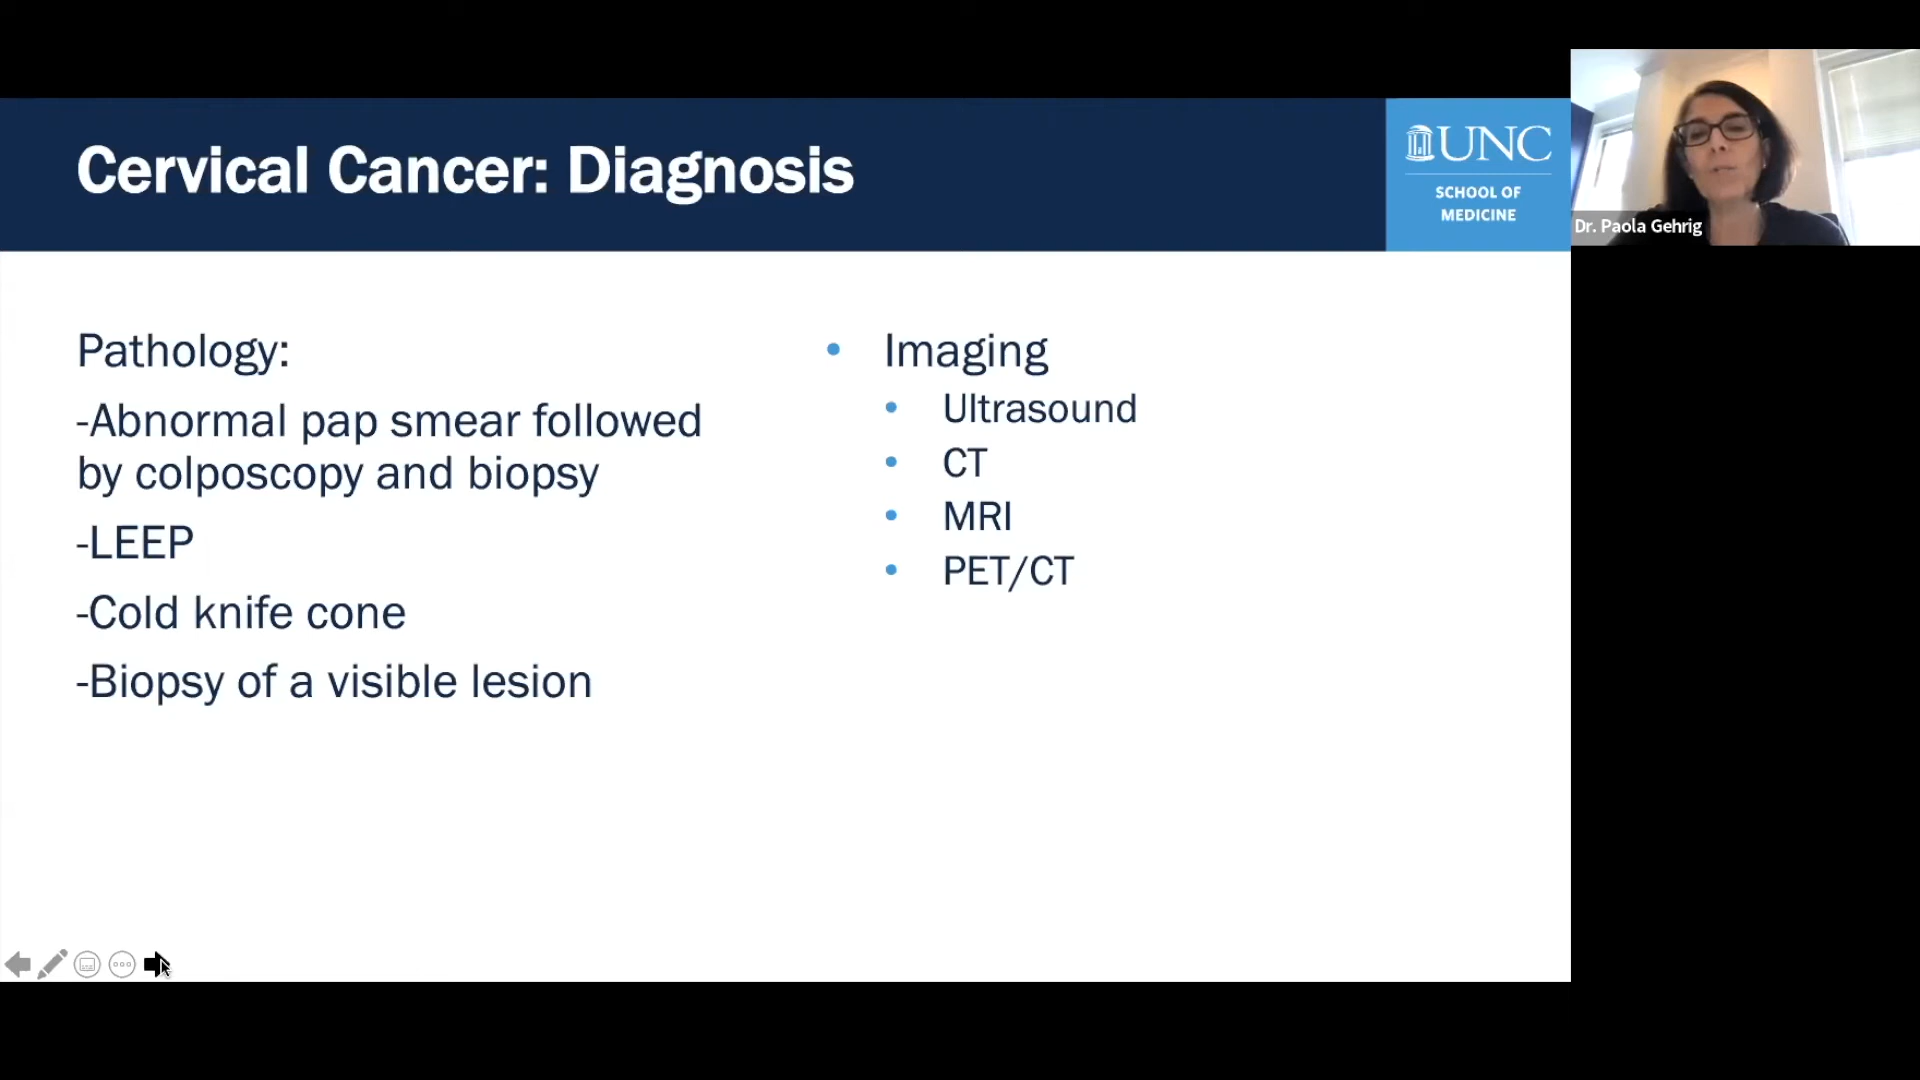 Cervical Cancer: Diagnosis
UNC
SCHOOL OF
MEDICINE
Dr. Paola Gehrig
Pathology:
-Abnormal pap smear followed
by colposcopy and biopsy
-LEEP
-Cold knife cone
-Biopsy of a visible lesion
• Imaging
• Ultrasound
• CT
• MRI
• PET/CT